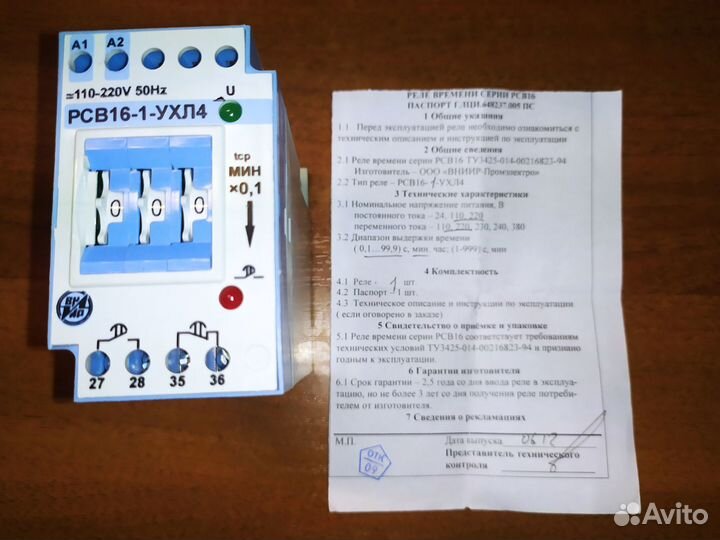 A1 A2
≂110-220V 50Hz
U
РСВ16-1-УХЛ4
tср
МИН
×0,1
0 0 0
ВНИИР
27 28 35 36
РЕЛЕ ВРЕМЕНИ СЕРИИ РСВ16
ПАСПОРТ ГЛЦИ.648237.005 ПС
1 Общие указания
1.1. Перед эксплуатацией реле необходимо ознакомиться с
техническим описанием и инструкцией по эксплуатации
2 Общие сведения
2.1 Реле времени серии РСВ16 ТУ3425-014-00216823-94
Изготовитель – ООО «ВНИИР-Промэлектро»
2.2 Тип реле – РСВ16-1-УХЛ4
3 Технические характеристики
3.1 Номинальное напряжение питания, В
постоянного тока – 24, 110, 220
переменного тока – 110, 220, 230, 240, 380
3.2 Диапазон выдержки времени
(0,1...99,9) с, мин, час; (1-999) с, мин
4 Комплектность
4.1 Реле - 1 шт.
4.2 Паспорт – 1 шт.
4.3 Техническое описание и инструкции по эксплуатации
( если оговорено в заказе)
5 Свидетельство о приёмке и упаковке
5.1 Реле времени серии РСВ16 соответствует требованиям
технических условий ТУ3425-014-00216823-94 и признано
годным к эксплуатации.
6 Гарантии изготовителя
6.1 Срок гарантии – 2,5 года со дня ввода реле в эксплуа-
тацию, но не более 3 лет со дня получения реле потреби-
телем от изготовителя.
7 Сведения о рекламациях
М.П. Дата выпуска 06 12
ОТК
09
Представитель технического
контроля
Avito